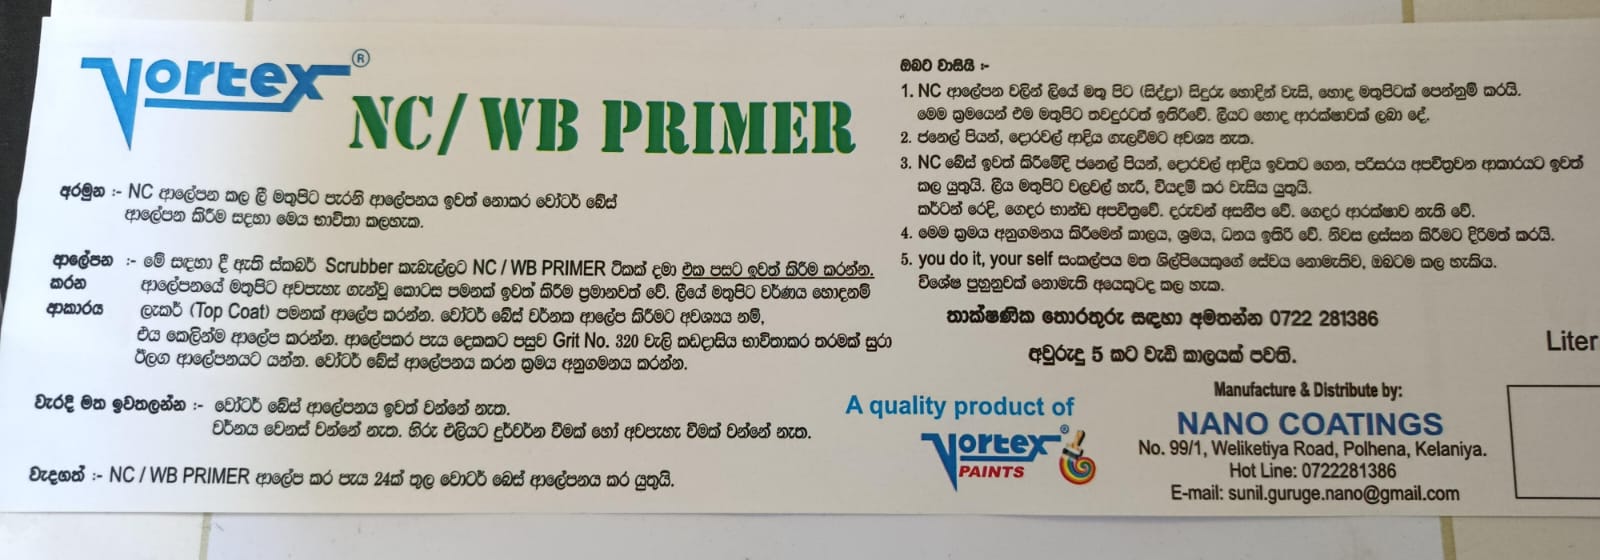 Vortex®
NC/WB PRIMER
අරමුන :- NC ආලේපන කල ලී මතුපිට පැරනි ආලේපනය ඉවත් නොකර වෝටර් බේස්
ආලේපන කිරීම සදහා මෙය භාවිතා කලහැක.
ආලේපන කරන ආකාරය :- මේ සඳහා දී ඇති ස්කබර් Scrubber කැබැල්ලට NC / WB PRIMER ටිකක් දමා එක පසට ඉවත් කිරීම කරන්න.
ආලේපනයේ මතුපිට අවපැහැ ගැන්වූ කොටස පමනක් ඉවත් කිරීම ප්‍රමානවත් වේ. ලීයේ මතුපිට වර්ණය හොදනම්
ලැකර් (Top Coat) පමනක් ආලේප කරන්න. වෝටර් බේස් වර්නක ආලේප කිරීමට අවශ්‍යය නම්,
එය කෙලින්ම ආලේප කරන්න. ආලේපකර පැය දෙකකට පසුව Grit No. 320 වැලි කඩදාසිය භාවිතාකර තරමක් සුරා
ඊලග ආලේපනයට යන්න. වෝටර් බේස් ආලේපනය කරන ක්‍රමය අනුගමනය කරන්න.
වැරදි මත ඉවතලන්න :- වෝටර් බේස් ආලේපනය ඉවත් වන්නේ නැත.
වර්නය වෙනස් වන්නේ නැත. හිරු එලියට දුර්වර්න වීමක් හෝ අවපැහැ වීමක් වන්නේ නැත.
වැදගත් :- NC / WB PRIMER ආලේප කර පැය 24ක් තුල වොටර් බෙස් ආලේපනය කර යුතුයි.
ඔබට වාසියි :-
1. NC ආලේපන වලින් ලියේ මතු පිට (සිද්ද්‍රා) සිදුරු හොදින් වැසී, හොද මතුපිටක් පෙන්නුම් කරයි.
මෙම ක්‍රමයෙන් එම මතුපිට තවදුරටත් ඉතිරිවේ. ලීයට හොද ආරක්ෂාවක් ලබා දේ.
2. ජනෙල් පියන්, දොරවල් ආදිය ගැලවීමට අවශ්‍ය නැත.
3. NC බේස් ඉවත් කිරීමේදි ජනෙල් පියන්, දොරවල් ආදිය ඉවතට ගෙන, පරිසරය අපවිත්‍රවන ආකාරයට ඉවත්
කල යුතුයි. ලීය මතුපිට වලවල් හැරී, වියදම් කර වැසිය යුතුයි.
කර්ටන් රෙදි, ගෙදර භාන්ඩ අපවිත්‍රවේ. දරුවන් අසනීප වේ. ගෙදර ආරක්ෂාව නැති වේ.
4. මෙම ක්‍රමය අනුගමනය කිරීමෙන් කාලය, ශ්‍රමය, ධනය ඉතිරි වේ. නිවස ලස්සන කිරීමට දිරිමත් කරයි.
5. you do it, your self සංකල්පය මත ශිල්පියෙකුගේ සේවය නොමැතිව, ඔබටම කල හැකිය.
විශේෂ පුහුනුවක් නොමැති අයෙකුටද කල හැක.
තාක්ෂණික තොරතුරු සඳහා අමතන්න 0722 281386
අවුරුදු 5 කට වැඩි කාලයක් පවතී.
Liter
A quality product of
Vortex®
PAINTS
Manufacture & Distribute by:
NANO COATINGS
No. 99/1, Weliketiya Road, Polhena, Kelaniya.
Hot Line: 0722281386
E-mail: sunil.guruge.nano@gmail.com